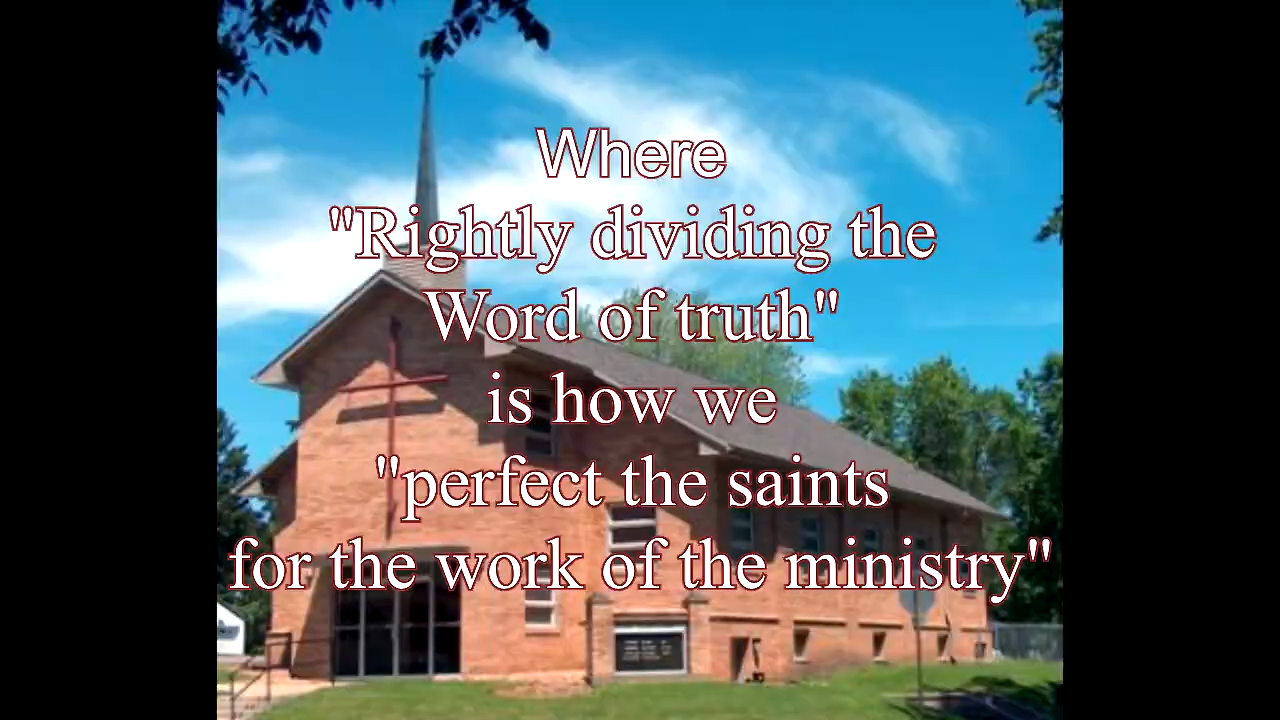 Where
"Rightly dividing the
Word of truth"
is how we
"perfect the saints
for the work of the ministry"